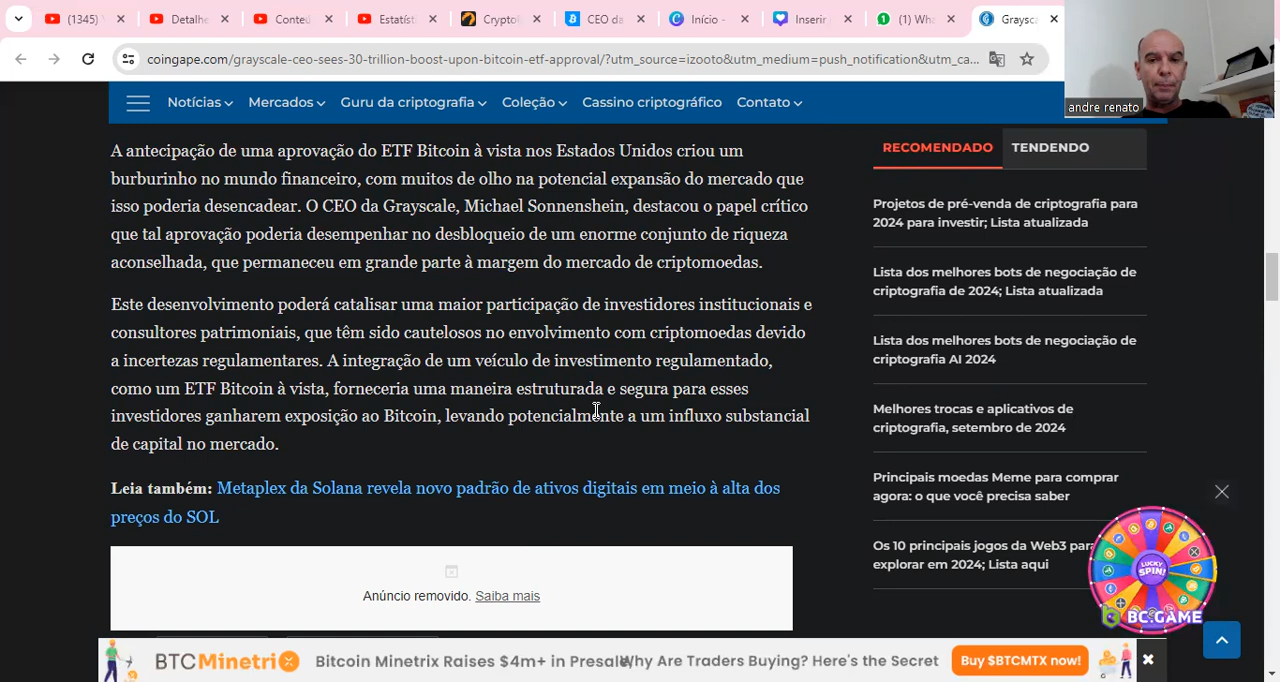 (1345)
Detalhe
Conteú
Estatíst
Crypto
CEO da
Início -
Inserir
(1) Wha
Grayscal
coingape.com/grayscale-ceo-sees-30-trillion-boost-upon-bitcoin-etf-approval/?utm_source=izooto&utm_medium=push_notification&utm_ca...
andre renato
Notícias Mercados Guru da criptografia Coleção Cassino criptográfico Contato
A antecipação de uma aprovação do ETF Bitcoin à vista nos Estados Unidos criou um
burburinho no mundo financeiro, com muitos de olho na potencial expansão do mercado que
isso poderia desencadear. O CEO da Grayscale, Michael Sonnenshein, destacou o papel crítico
que tal aprovação poderia desempenhar no desbloqueio de um enorme conjunto de riqueza
aconselhada, que permaneceu em grande parte à margem do mercado de criptomoedas.
Este desenvolvimento poderá catalisar uma maior participação de investidores institucionais e
consultores patrimoniais, que têm sido cautelosos no envolvimento com criptomoedas devido
a incertezas regulamentares. A integração de um veículo de investimento regulamentado,
como um ETF Bitcoin à vista, forneceria uma maneira estruturada e segura para esses
investidores ganharem exposição ao Bitcoin, levando potencialmente a um influxo substancial
de capital no mercado.
Leia também: Metaplex da Solana revela novo padrão de ativos digitais em meio à alta dos
preços do SOL
Anúncio removido. Saiba mais
RECOMENDADO TENDENDO
Projetos de pré-venda de criptografia para
2024 para investir; Lista atualizada
Lista dos melhores bots de negociação de
criptografia de 2024; Lista atualizada
Lista dos melhores bots de negociação de
criptografia AI 2024
Melhores trocas e aplicativos de
criptografia, setembro de 2024
Principais moedas Meme para comprar
agora: o que você precisa saber
Os 10 principais jogos da Web3 para
explorar em 2024; Lista aqui
LUCKY
SPIN!
BC.GAME
BTCMinetrix Bitcoin Minetrix Raises $4m+ in Presale Why Are Traders Buying? Here's the Secret Buy $BTCMTX now!